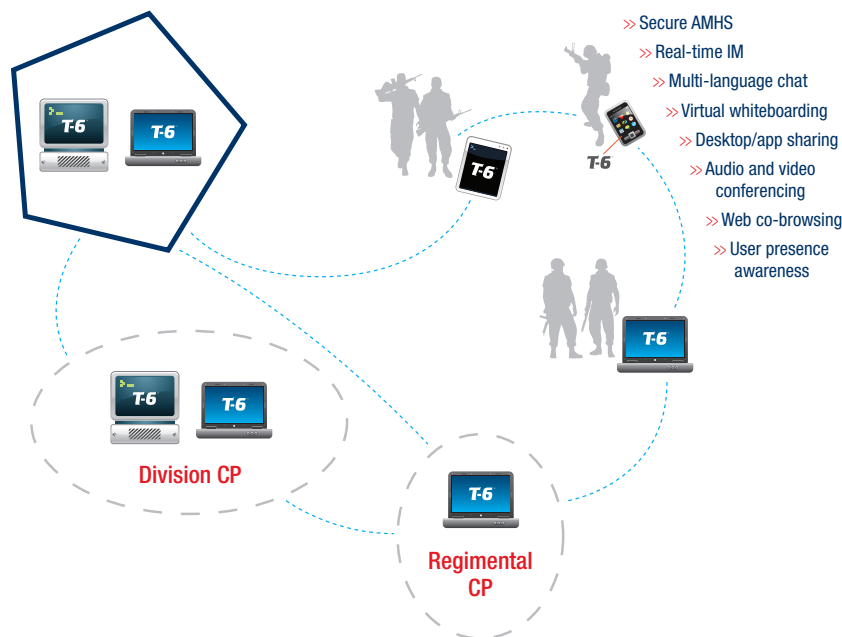 >> Secure AMHS
>> Real-time IM
>> Multi-language chat
>> Virtual whiteboarding
>> Desktop/app sharing
>> Audio and video
conferencing
>> Web co-browsing
>> User presence
awareness
T-6
T-6
T-6
T-6
T-6
T-6
T-6
Division CP
T-6
Regimental
CP